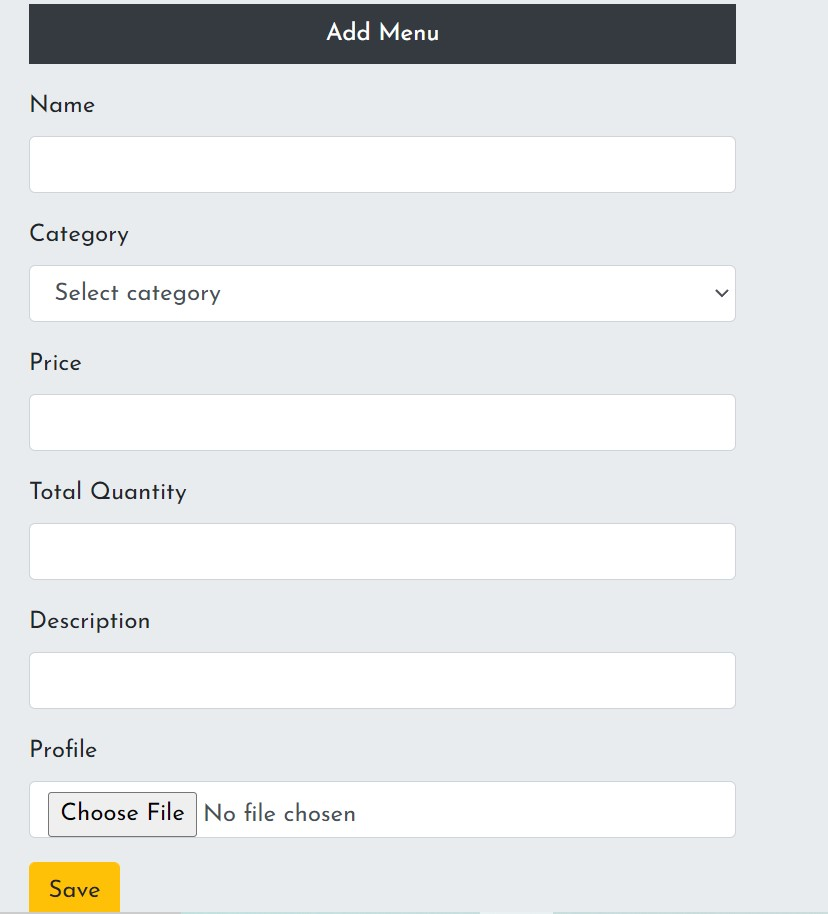 Add Menu
Name
Category
Select category
Price
Total Quantity
Description
Profile
Choose File No file chosen
Save